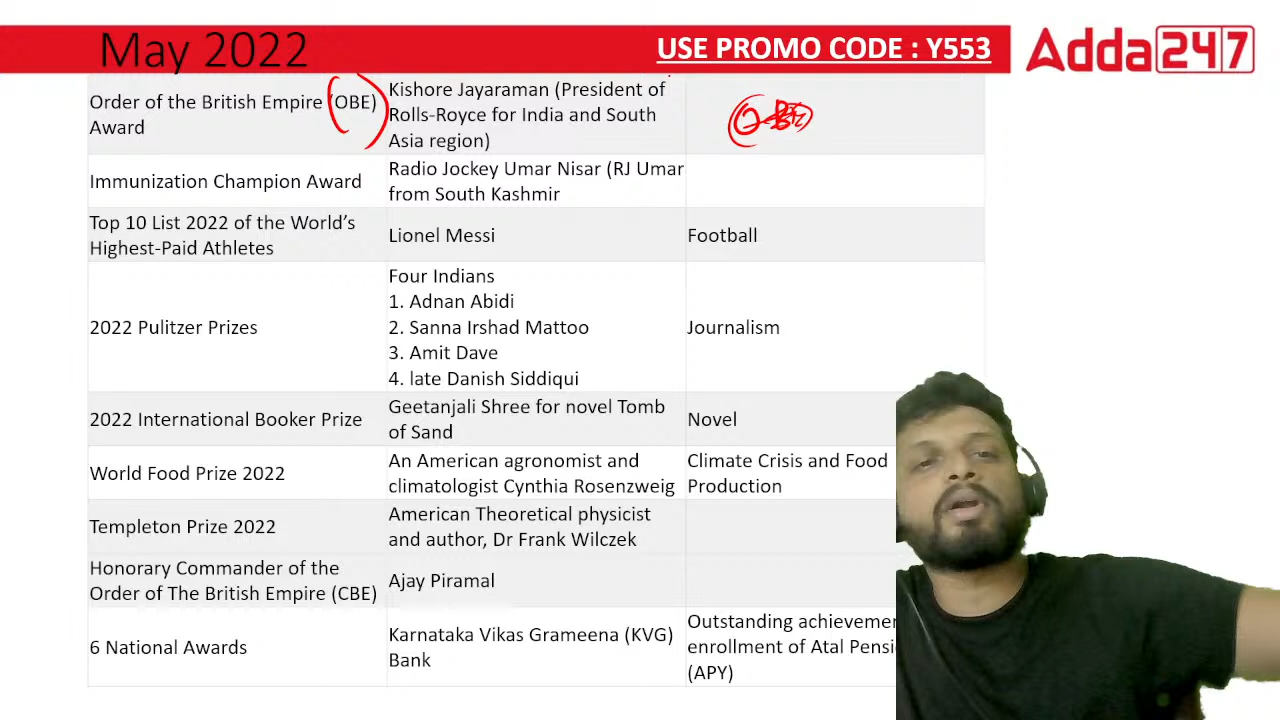 May 2022
USE PROMO CODE : Y553
Adda247
Order of the British Empire (OBE)
Award
Kishore Jayaraman (President of
Rolls-Royce for India and South
Asia region)
Immunization Champion Award
Radio Jockey Umar Nisar (RJ Umar
from South Kashmir
Top 10 List 2022 of the World's
Highest-Paid Athletes
Lionel Messi
Football
2022 Pulitzer Prizes
Four Indians
1. Adnan Abidi
2. Sanna Irshad Mattoo
3. Amit Dave
4. late Danish Siddiqui
Journalism
2022 International Booker Prize
Geetanjali Shree for novel Tomb
of Sand
Novel
World Food Prize 2022
An American agronomist and
climatologist Cynthia Rosenzweig
Climate Crisis and Food
Production
Templeton Prize 2022
American Theoretical physicist
and author, Dr Frank Wilczek
Honorary Commander of the
Order of The British Empire (CBE)
Ajay Piramal
6 National Awards
Karnataka Vikas Grameena (KVG)
Bank
Outstanding achievemen
enrollment of Atal Pensi
(APY)